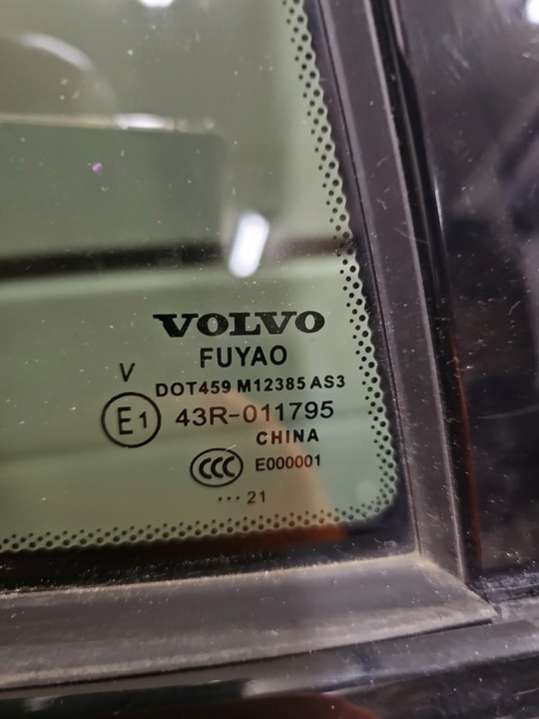 VOLVO
FUYAO
V
DOT459 M12385 AS3
E1 43R-011795
CHINA
CCC E000001
··· 21